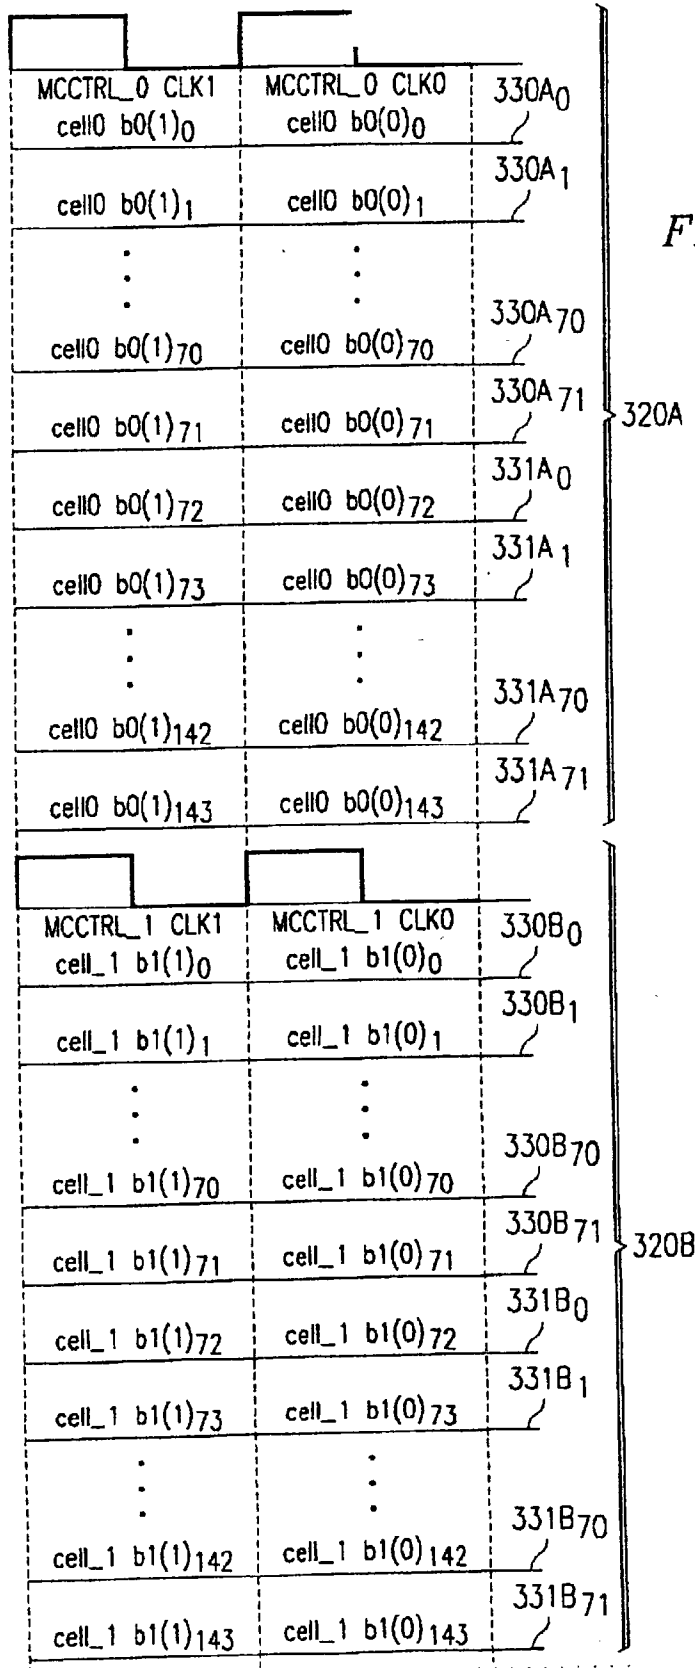 MCCTRL_0 CLK1 MCCTRL_0 CLK0 330A0
cell0 b0(1)0 cell0 b0(0)0
330A1
cell0 b0(1)1 cell0 b0(0)1
F
330A70
cell0 b0(1)70 cell0 b0(0)70
330A71
cell0 b0(1)71 cell0 b0(0)71
320A
331A0
cell0 b0(1)72 cell0 b0(0)72
331A1
cell0 b0(1)73 cell0 b0(0)73
331A70
cell0 b0(1)142 cell0 b0(0)142
331A71
cell0 b0(1)143 cell0 b0(0)143
MCCTRL_1 CLK1 MCCTRL_1 CLK0 330B0
cell_1 b1(1)0 cell_1 b1(0)0
330B1
cell_1 b1(1)1 cell_1 b1(0)1
330B70
cell_1 b1(1)70 cell_1 b1(0)70
330B71
cell_1 b1(1)71 cell_1 b1(0)71
320B
331B0
cell_1 b1(1)72 cell_1 b1(0)72
331B1
cell_1 b1(1)73 cell_1 b1(0)73
331B70
cell_1 b1(1)142 cell_1 b1(0)142
331B71
cell_1 b1(1)143 cell_1 b1(0)143